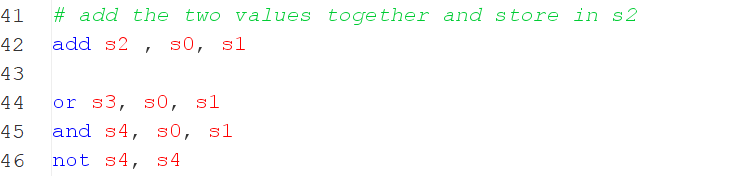 41 # add the two values together and store in s2
42 add s2 , s0, s1
43
44 or s3, s0, s1
45 and s4, s0, s1
46 not s4, s4